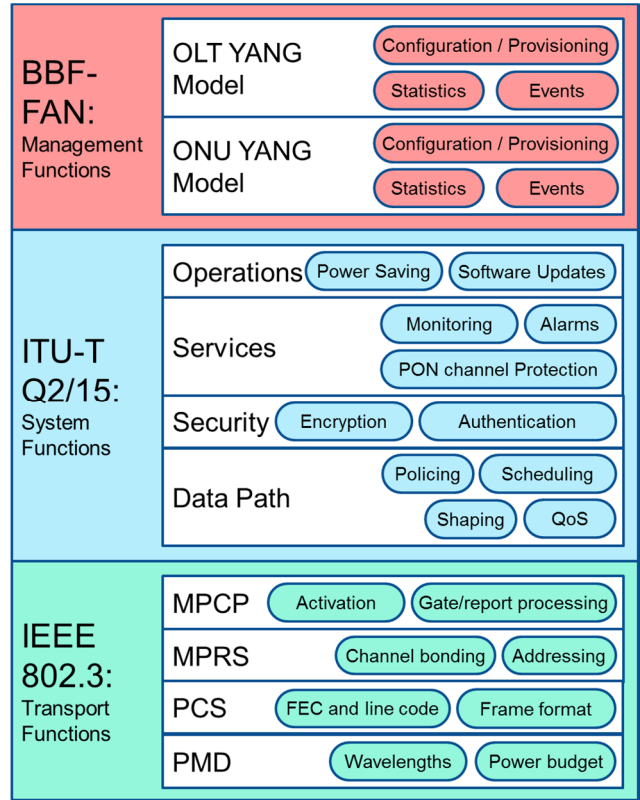 BBF-
FAN:
Management
Functions
OLT YANG
Model
Configuration / Provisioning
Statistics
Events
ONU YANG
Model
Configuration / Provisioning
Statistics
Events
ITU-T
Q2/15:
System
Functions
Operations
Power Saving
Software Updates
Services
Monitoring
Alarms
PON channel Protection
Security
Encryption
Authentication
Data Path
Policing
Scheduling
Shaping
QoS
IEEE
802.3:
Transport
Functions
MPCP
Activation
Gate/report processing
MPRS
Channel bonding
Addressing
PCS
FEC and line code
Frame format
PMD
Wavelengths
Power budget